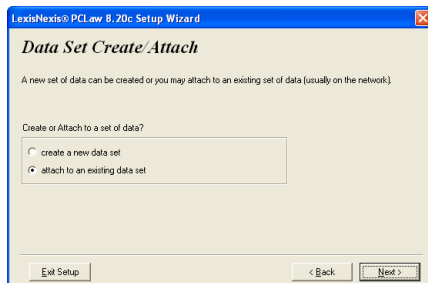 LexisNexis® PCLaw 8.20c Setup Wizard
Data Set Create/Attach
A new set of data can be created or you may attach to an existing set of data (usually on the network).
Create or Attach to a set of data?
create a new data set
attach to an existing data set
Exit Setup
< Back
Next >